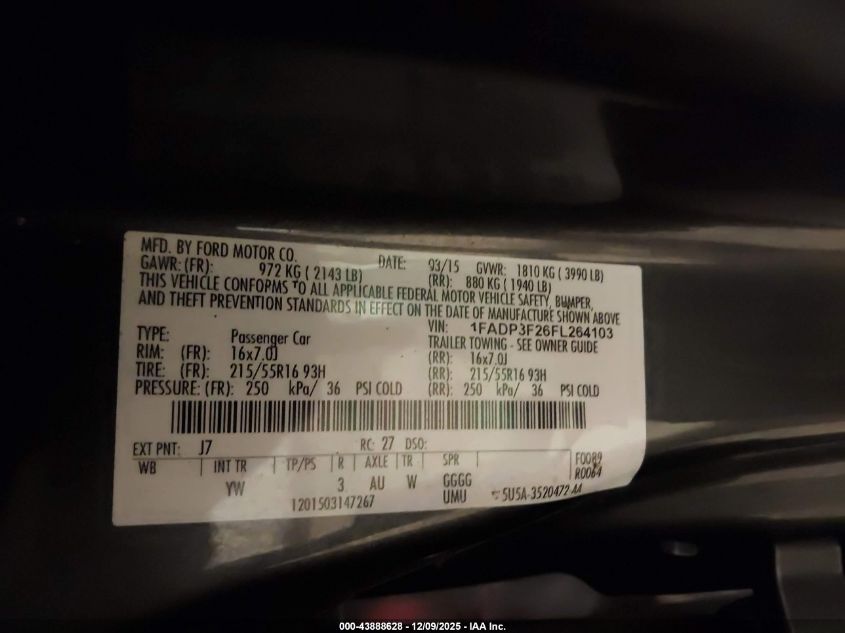 MFD. BY FORD MOTOR CO. DATE: 03/15 GVWR: 1810 KG ( 3990 LB)
GAWR: (FR): 972 KG ( 2143 LB) (RR): 880 KG ( 1940 LB)
THIS VEHICLE CONFORMS TO ALL APPLICABLE FEDERAL MOTOR VEHICLE SAFETY, BUMPER,
AND THEFT PREVENTION STANDARDS IN EFFECT ON THE DATE OF MANUFACTURE SHOWN ABOVE
VIN: 1FADP3F26FL264103
TYPE: Passenger Car TRAILER TOWING - SEE OWNER GUIDE
RIM: (FR): 16x7.0J (RR): 16x7.0J
TIRE: (FR): 215/55R16 93H (RR): 215/55R16 93H
PRESSURE: (FR): 250 kPa/ 36 PSI COLD (RR): 250 kPa/ 36 PSI COLD
EXT PNT: J7 RC: 27 DSO:
WB INT TR TP/PS R AXLE TR SPR F0089
R0064
YW 3 AU W GGGG
1201503147267 UMU 5U5A-3520472-AA
000-43888628 - 12/09/2025 - IAA Inc.